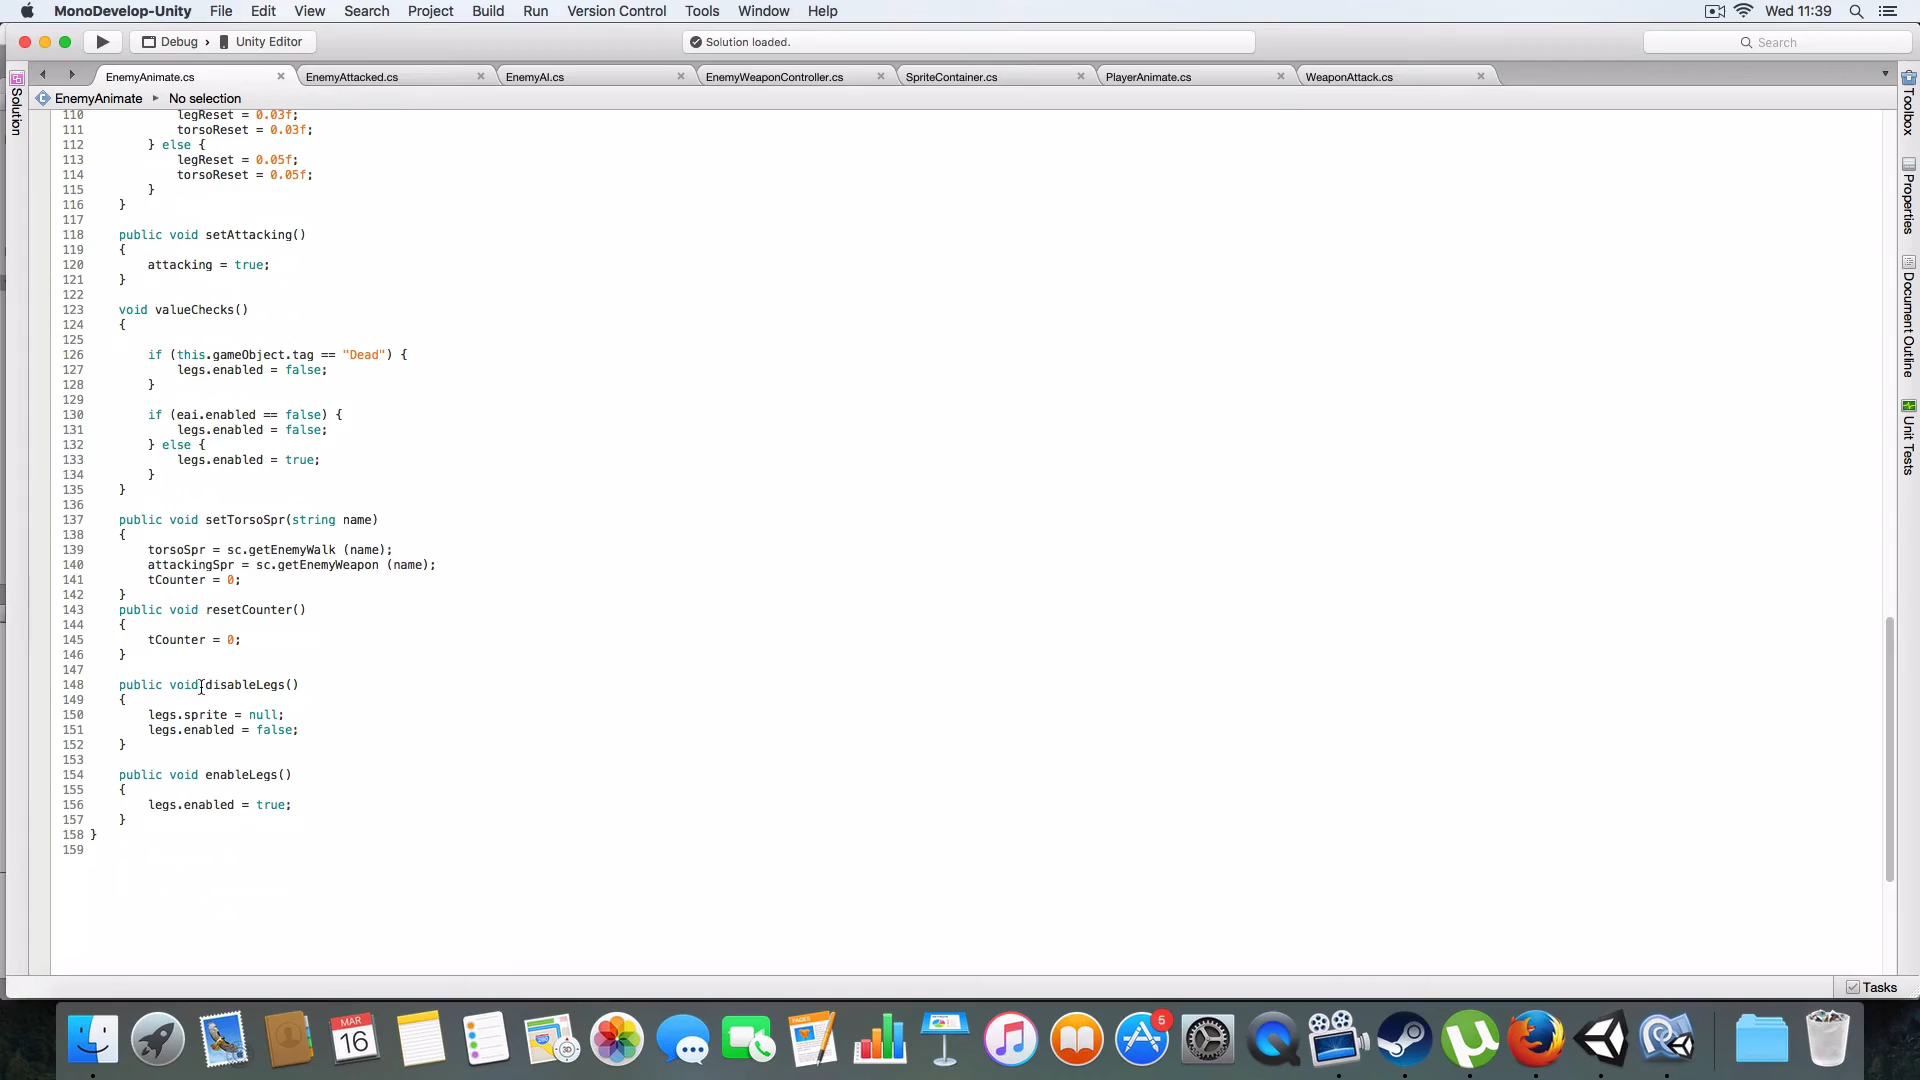 MonoDevelop-Unity File Edit View Search Project Build Run Version Control Tools Window Help Wed 11:39
Debug › Unity Editor Solution loaded. Search
EnemyAnimate.cs EnemyAttacked.cs EnemyAI.cs EnemyWeaponController.cs SpriteContainer.cs PlayerAnimate.cs WeaponAttack.cs
EnemyAnimate ▸ No selection
Solution
Toolbox
Properties
Document Outline
Unit Tests
110 legReset = 0.03f;
111 torsoReset = 0.03f;
112 } else {
113 legReset = 0.05f;
114 torsoReset = 0.05f;
115 }
116 }
117
118 public void setAttacking()
119 {
120 attacking = true;
121 }
122
123 void valueChecks()
124 {
125
126 if (this.gameObject.tag == "Dead") {
127 legs.enabled = false;
128 }
129
130 if (eai.enabled == false) {
131 legs.enabled = false;
132 } else {
133 legs.enabled = true;
134 }
135 }
136
137 public void setTorsoSpr(string name)
138 {
139 torsoSpr = sc.getEnemyWalk (name);
140 attackingSpr = sc.getEnemyWeapon (name);
141 tCounter = 0;
142 }
143 public void resetCounter()
144 {
145 tCounter = 0;
146 }
147
148 public void disableLegs()
149 {
150 legs.sprite = null;
151 legs.enabled = false;
152 }
153
154 public void enableLegs()
155 {
156 legs.enabled = true;
157 }
158 }
159
Tasks
MAR
16
PAGES
5